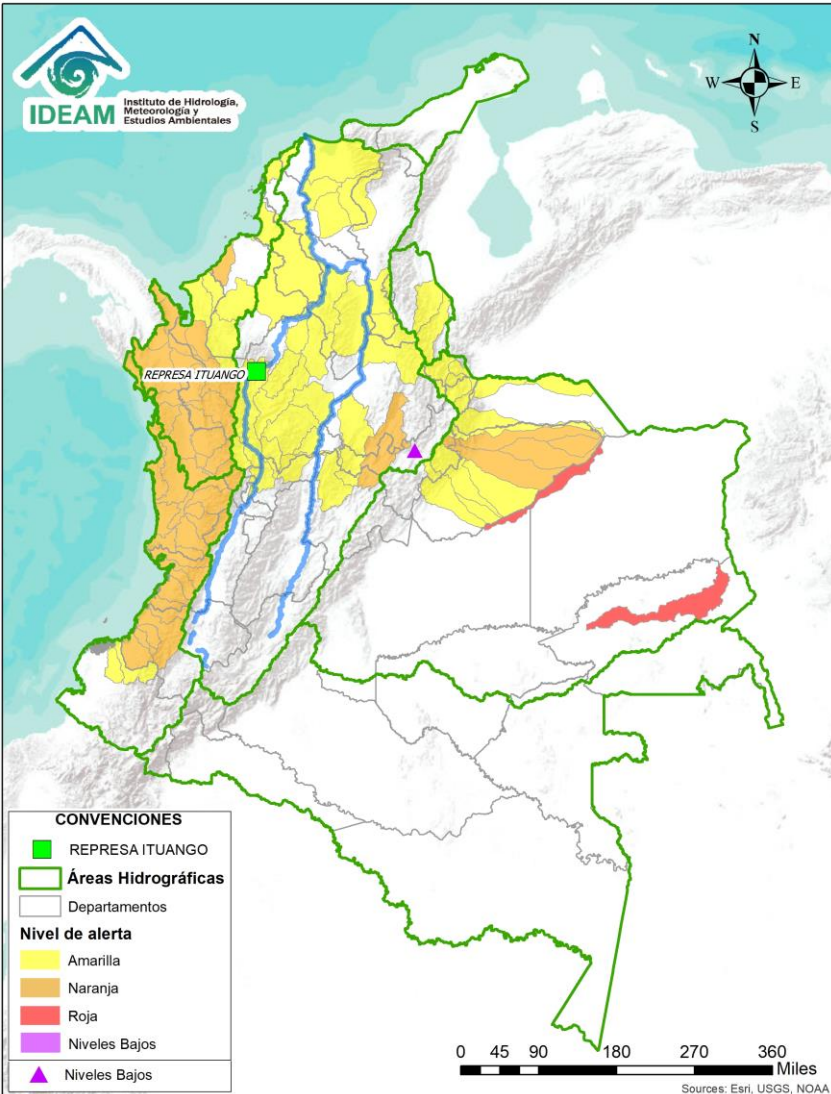 IDEAM
Instituto de Hidrología,
Meteorología y
Estudios Ambientales
N
W
E
S
REPRESA ITUANGO
CONVENCIONES
REPRESA ITUANGO
Áreas Hidrográficas
Departamentos
Nivel de alerta
Amarilla
Naranja
Roja
Niveles Bajos
Niveles Bajos
0 45 90 180 270 360
Miles
Sources: Esri, USGS, NOAA